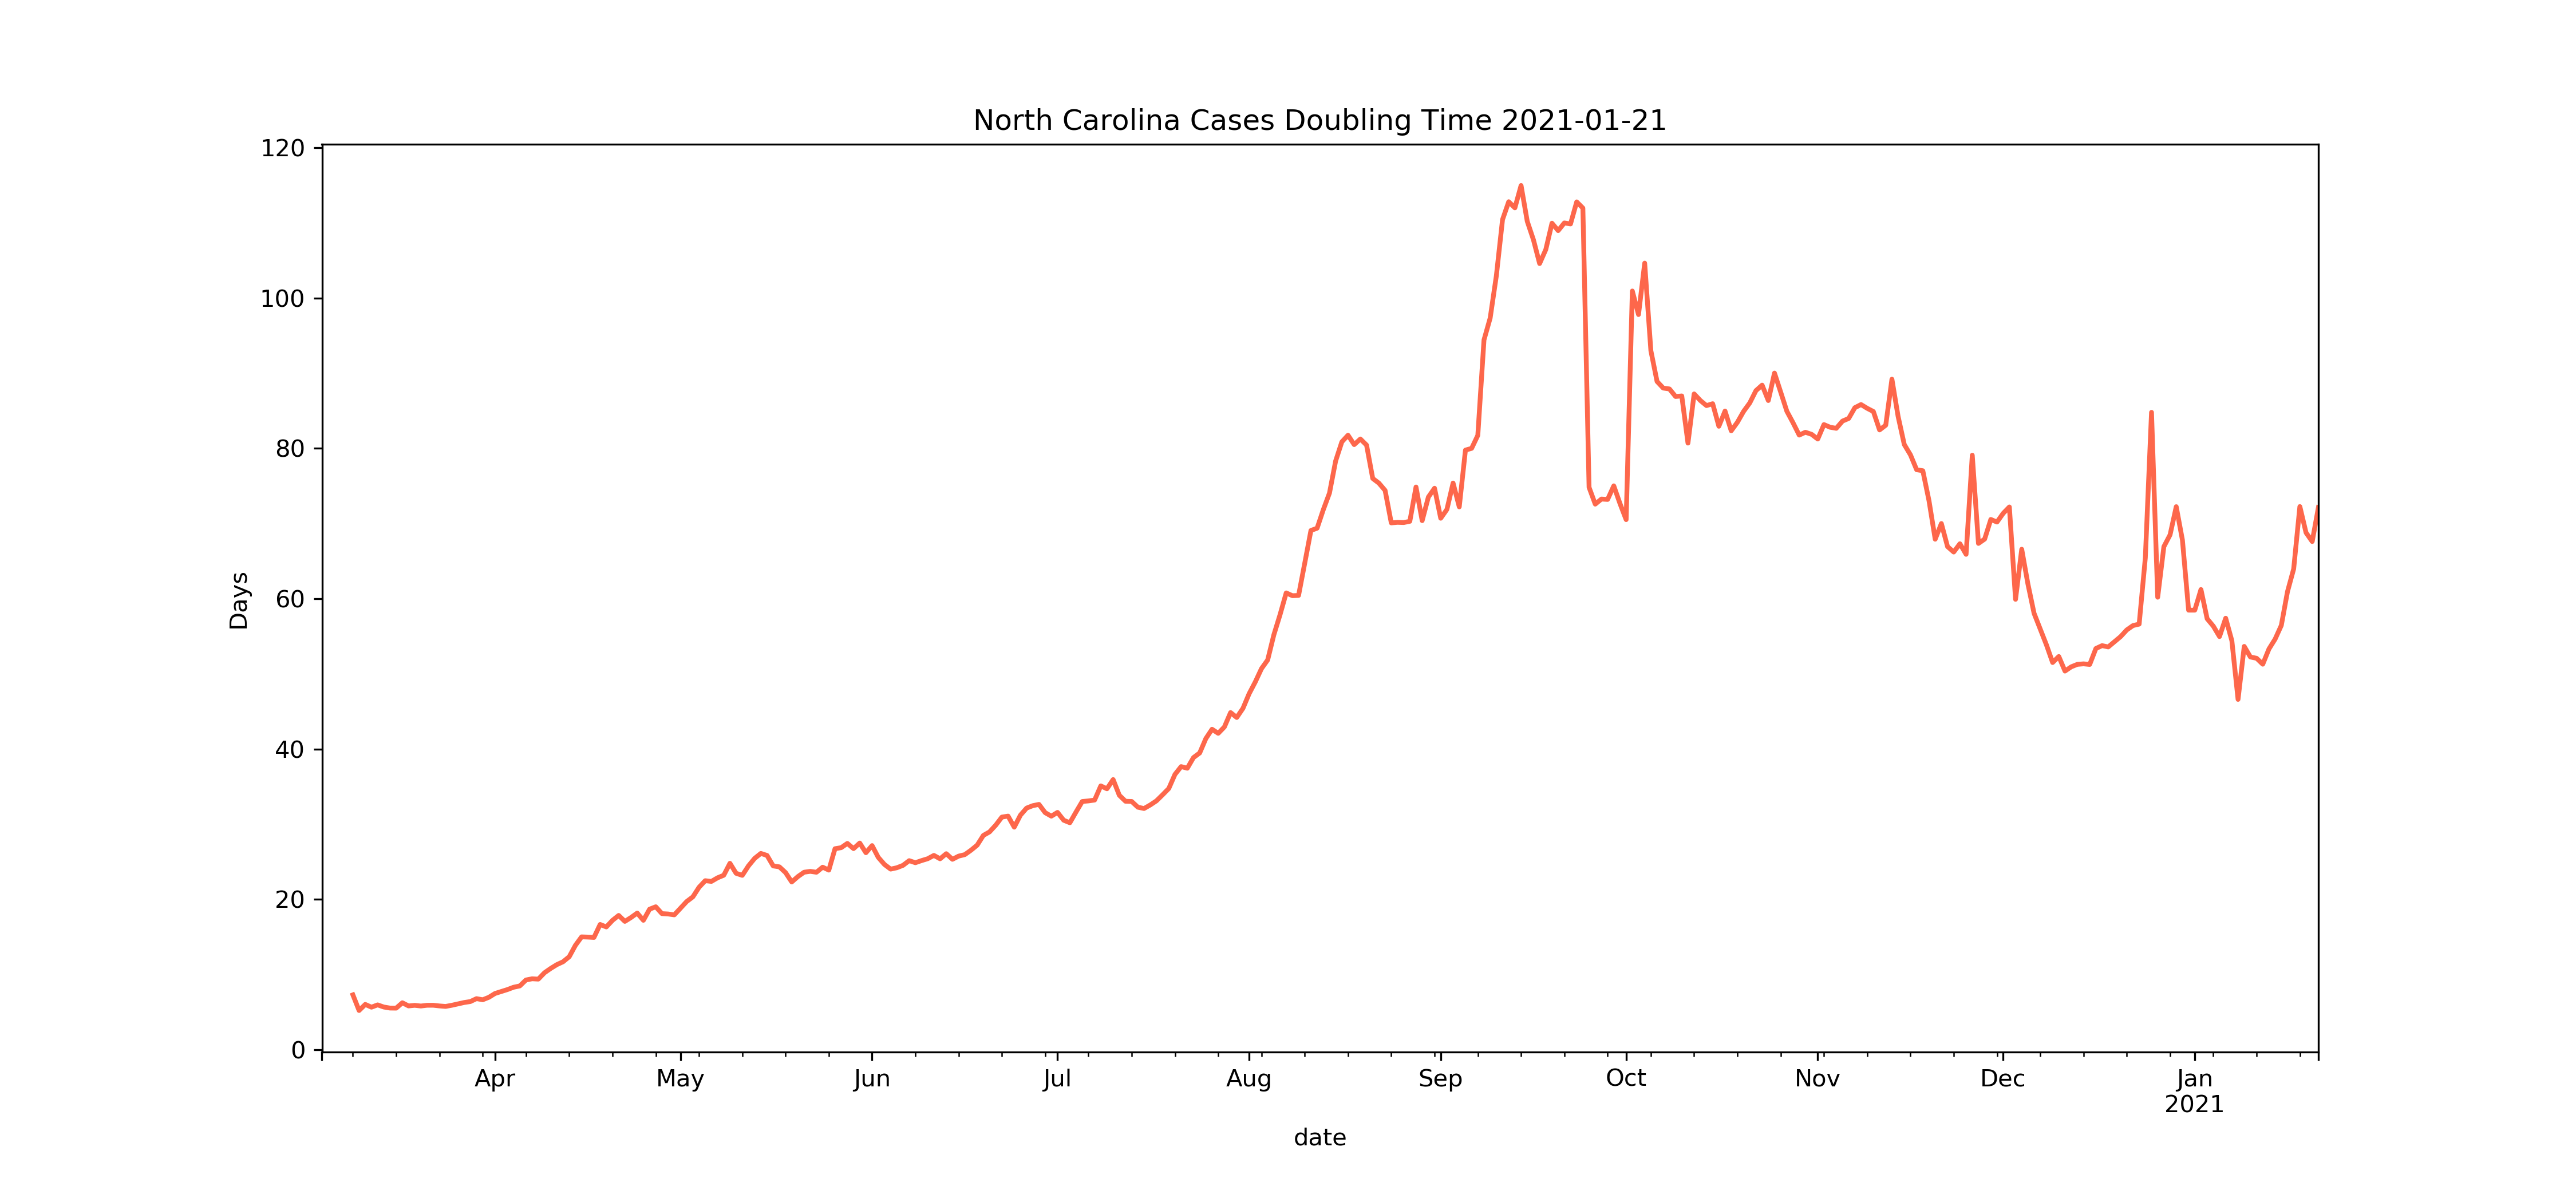 North Carolina Cases Doubling Time 2021-01-21
120
100
80
60
40
20
0
Days
Apr May Jun Jul Aug Sep Oct Nov Dec Jan
2021
date